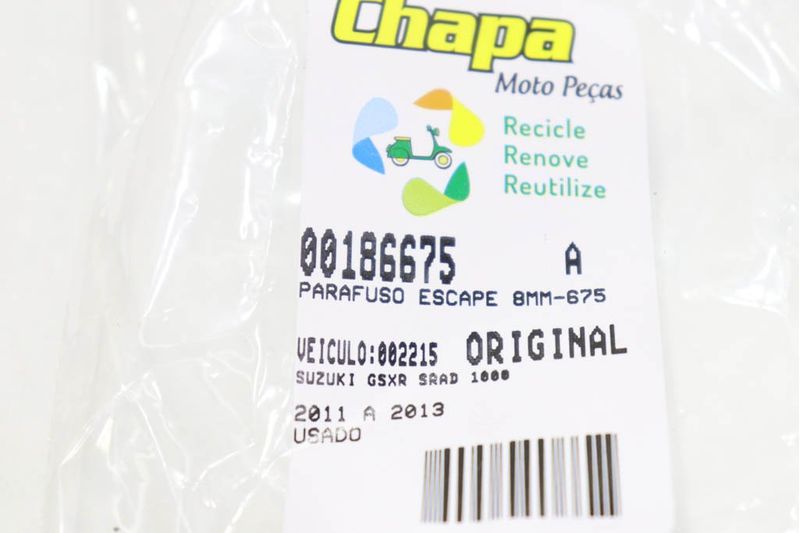 Chapa
Moto Peças
Recicle
Renove
Reutilize
00186675 A
PARAFUSO ESCAPE 8MM-675
VEICULO:002215 ORIGINAL
SUZUKI GSXR SRAD 1000
2011 A 2013
USADO